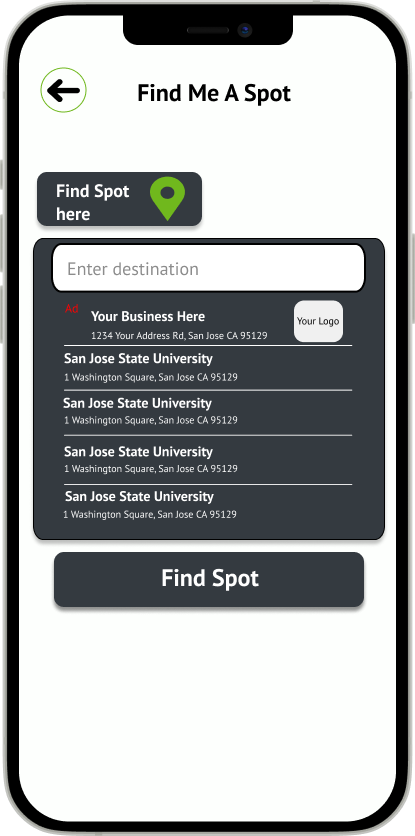 Find Me A Spot
Find Spot
here
Enter destination
Ad
Your Business Here
1234 Your Address Rd, San Jose CA 95129
Your Logo
San Jose State University
1 Washington Square, San Jose CA 95129
San Jose State University
1 Washington Square, San Jose CA 95129
San Jose State University
1 Washington Square, San Jose CA 95129
San Jose State University
1 Washington Square, San Jose CA 95129
Find Spot